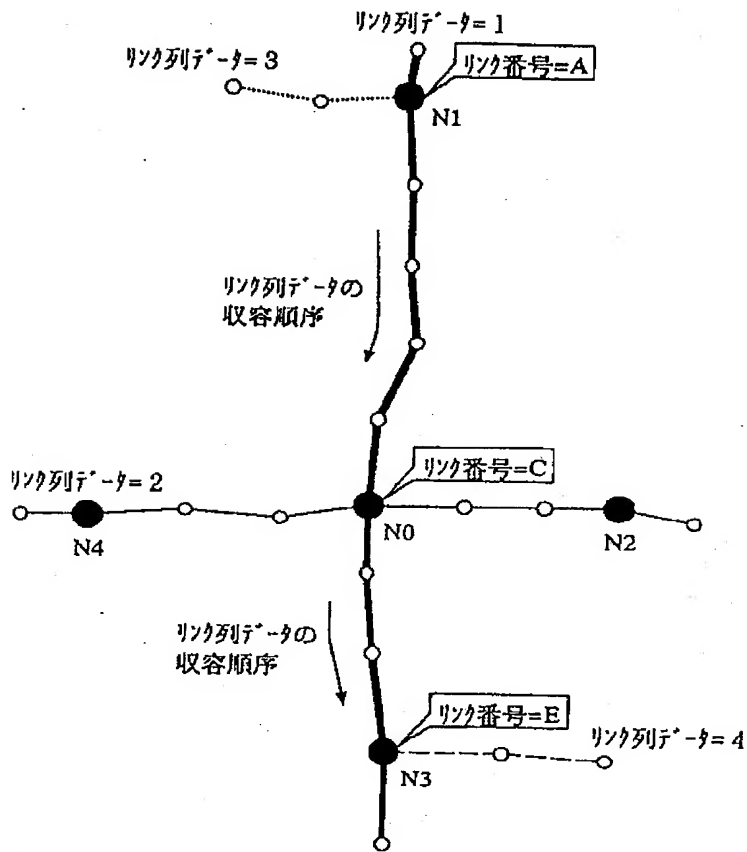 リンク列データ=1
リンク列データ=3
リンク番号=A
N1
リンク列データの
収容順序
リンク番号=C
リンク列データ=2
N4
N0
N2
リンク列データの
収容順序
リンク番号=E
リンク列データ=4
N3